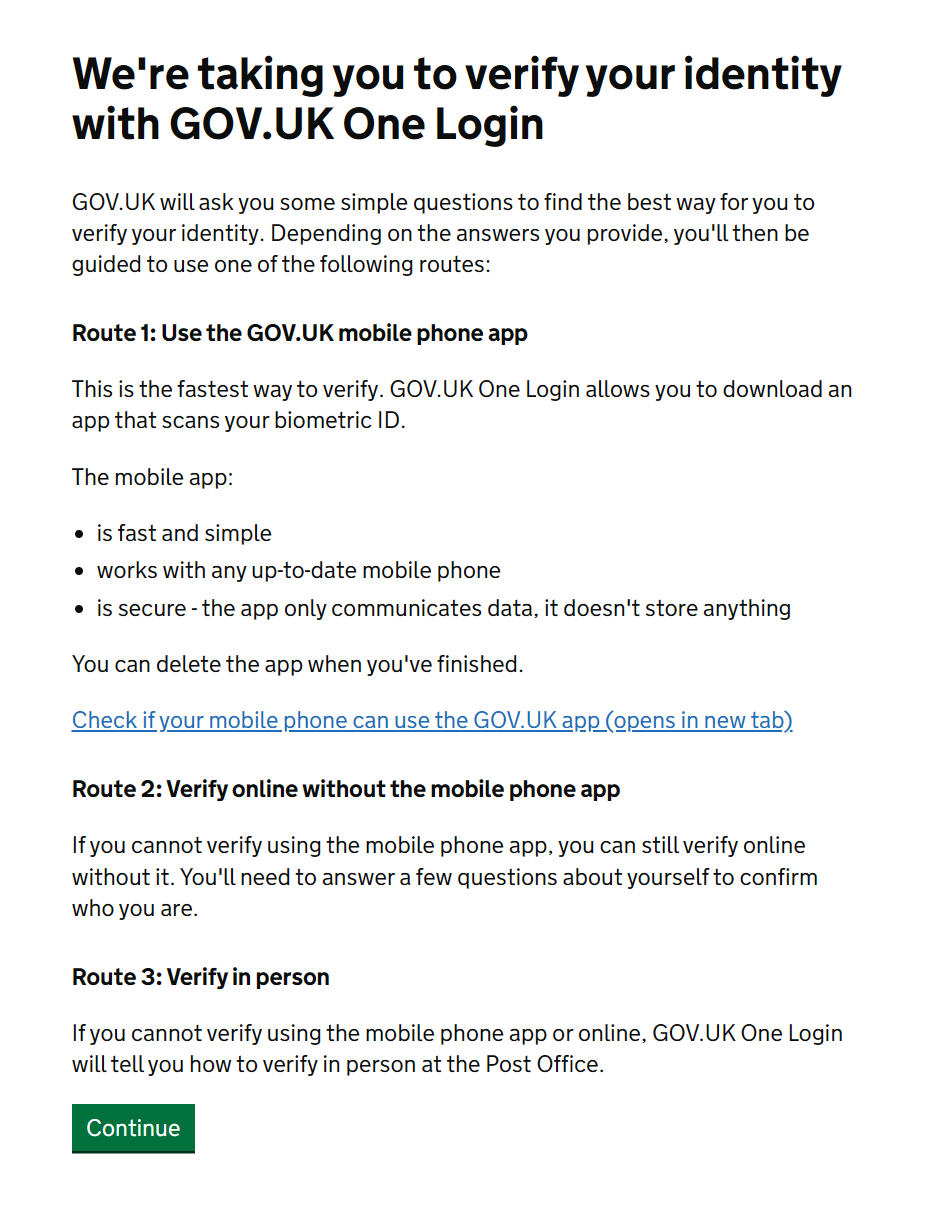 We're taking you to verify your identity
with GOV.UK One Login
GOV.UK will ask you some simple questions to find the best way for you to
verify your identity. Depending on the answers you provide, you'll then be
guided to use one of the following routes:
Route 1: Use the GOV.UK mobile phone app
This is the fastest way to verify. GOV.UK One Login allows you to download an
app that scans your biometric ID.
The mobile app:
• is fast and simple
• works with any up-to-date mobile phone
• is secure - the app only communicates data, it doesn't store anything
You can delete the app when you've finished.
Check if your mobile phone can use the GOV.UK app (opens in new tab)
Route 2: Verify online without the mobile phone app
If you cannot verify using the mobile phone app, you can still verify online
without it. You'll need to answer a few questions about yourself to confirm
who you are.
Route 3: Verify in person
If you cannot verify using the mobile phone app or online, GOV.UK One Login
will tell you how to verify in person at the Post Office.
Continue